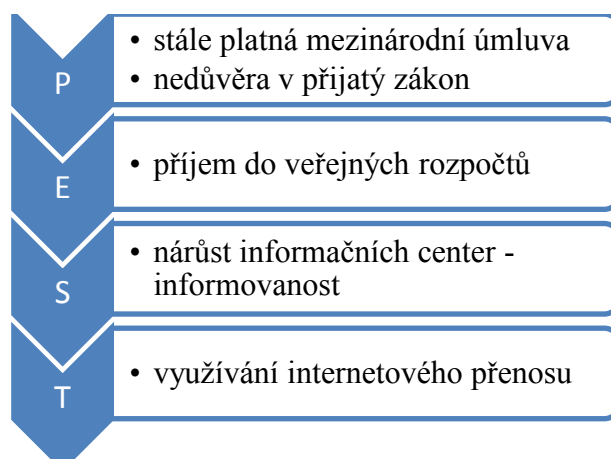 P
• stále platná mezinárodní úmluva
• nedůvěra v přijatý zákon
E
• příjem do veřejných rozpočtů
S
• nárůst informačních center -
informovanost
T
• využívání internetového přenosu